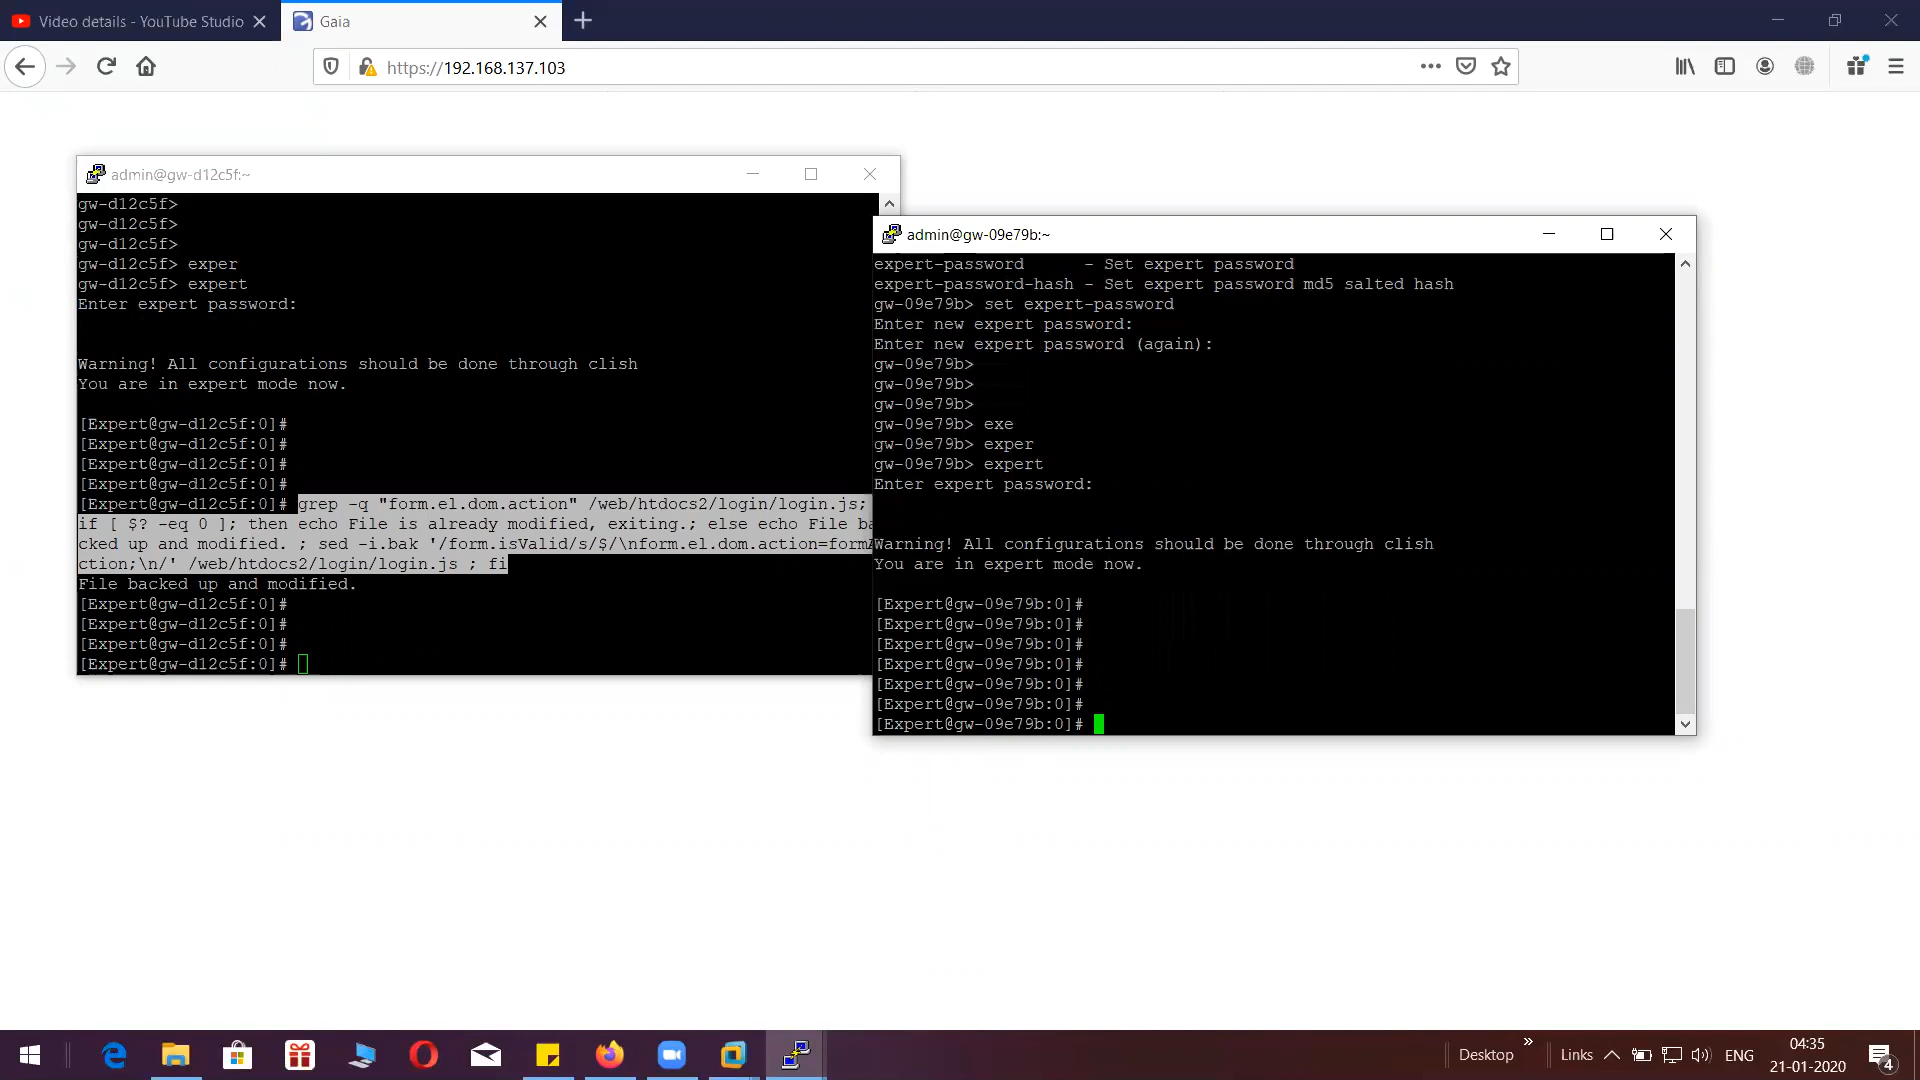 Video details - YouTube Studio
Gaia
https://192.168.137.103
admin@gw-d12c5f:~
gw-d12c5f>
gw-d12c5f>
gw-d12c5f>
gw-d12c5f> exper
gw-d12c5f> expert
Enter expert password:
Warning! All configurations should be done through clish
You are in expert mode now.
[Expert@gw-d12c5f:0]#
[Expert@gw-d12c5f:0]#
[Expert@gw-d12c5f:0]#
[Expert@gw-d12c5f:0]#
[Expert@gw-d12c5f:0]# grep -q "form.el.dom.action" /web/htdocs2/login/login.js;
if [ $? -eq 0 ]; then echo File is already modified, exiting.; else echo File ba
cked up and modified. ; sed -i.bak '/form.isValid/s/$/\nform.el.dom.action=formA
ction;\n/' /web/htdocs2/login/login.js ; fi
File backed up and modified.
[Expert@gw-d12c5f:0]#
[Expert@gw-d12c5f:0]#
[Expert@gw-d12c5f:0]#
[Expert@gw-d12c5f:0]#
admin@gw-09e79b:~
expert-password      - Set expert password
expert-password-hash - Set expert password md5 salted hash
gw-09e79b> set expert-password
Enter new expert password:
Enter new expert password (again):
gw-09e79b>
gw-09e79b>
gw-09e79b>
gw-09e79b> exe
gw-09e79b> exper
gw-09e79b> expert
Enter expert password:
Warning! All configurations should be done through clish
You are in expert mode now.
[Expert@gw-09e79b:0]#
[Expert@gw-09e79b:0]#
[Expert@gw-09e79b:0]#
[Expert@gw-09e79b:0]#
[Expert@gw-09e79b:0]#
[Expert@gw-09e79b:0]#
[Expert@gw-09e79b:0]#
Desktop
Links
ENG
04:35
21-01-2020
4